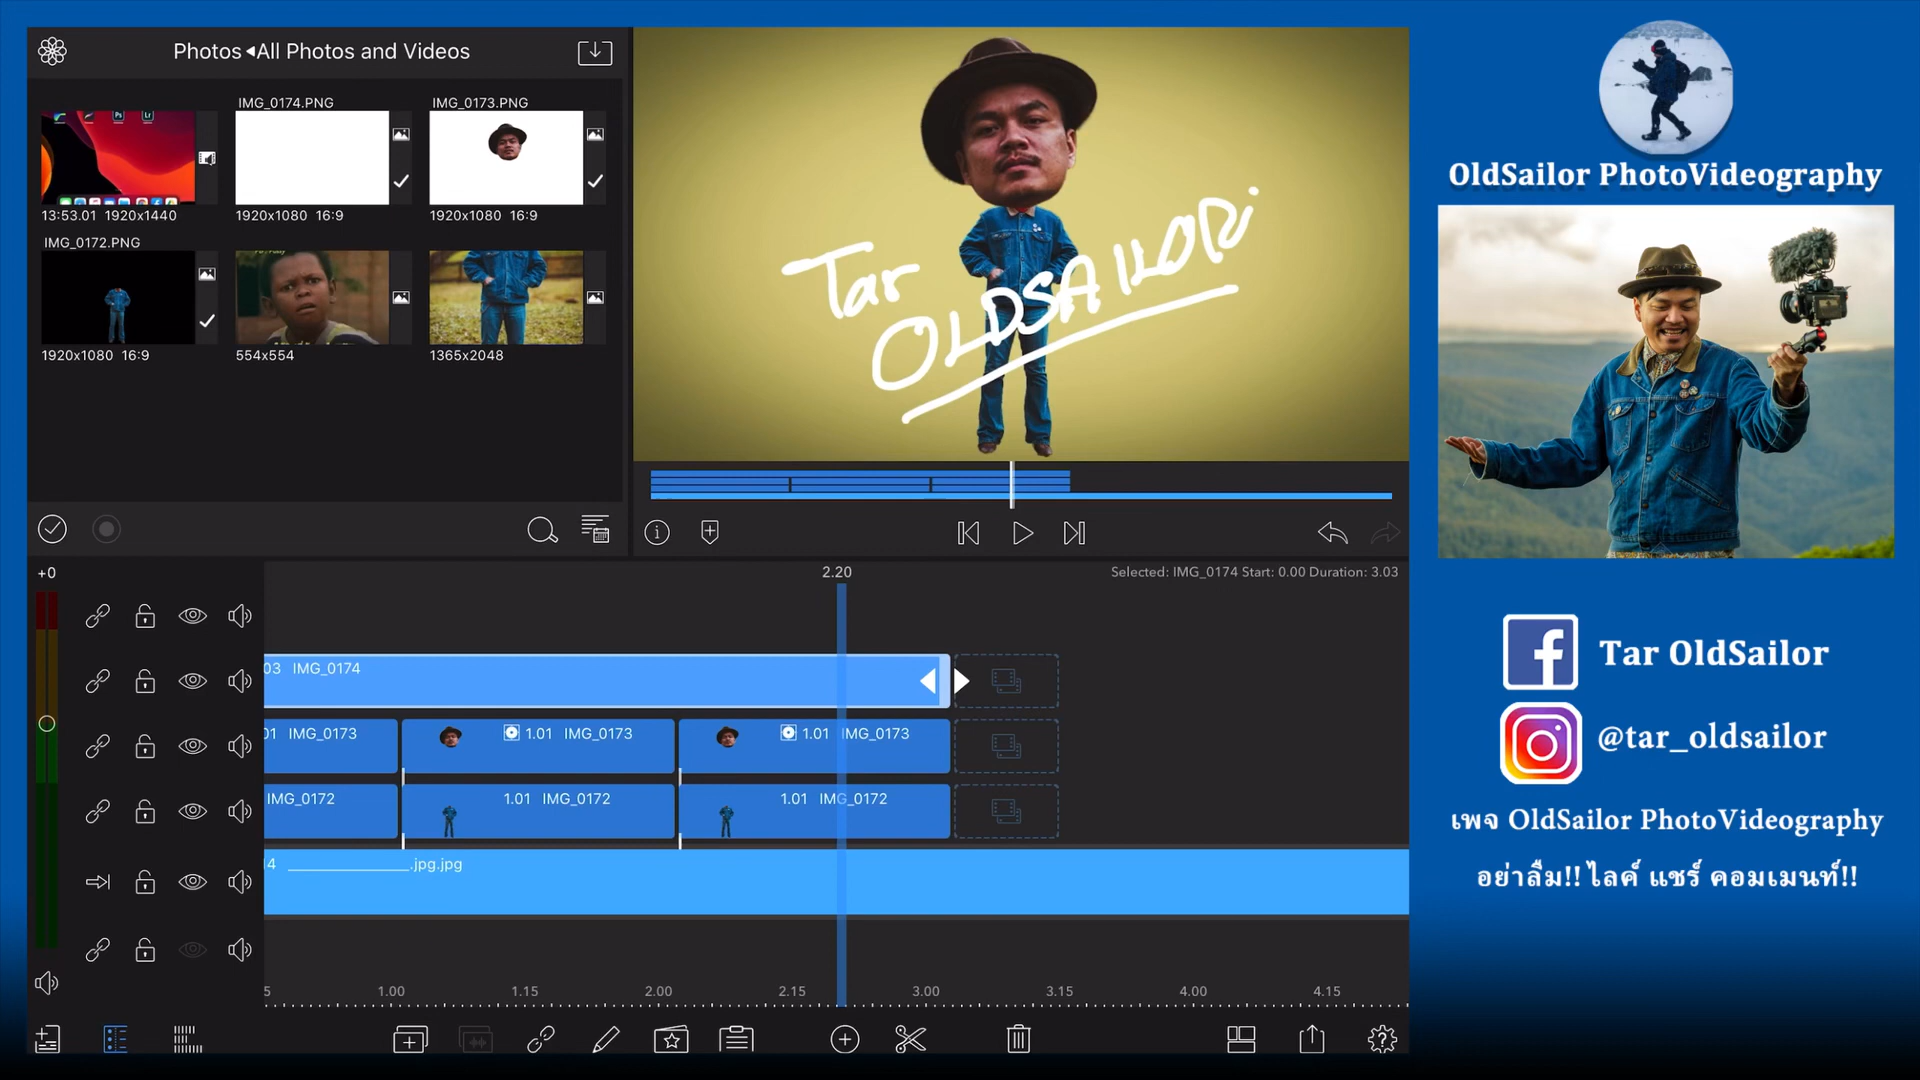 Photos ◂All Photos and Videos
IMG_0174.PNG
IMG_0173.PNG
Ps Lr
13:53.01 1920x1440
1920x1080 16:9
1920x1080 16:9
IMG_0172.PNG
1920x1080 16:9
554x554
1365x2048
Tar
OLDSAILOR
OldSailor PhotoVideography
+0
2.20
Selected: IMG_0174 Start: 0.00 Duration: 3.03
03 IMG_0174
01 IMG_0173
1.01 IMG_0173
1.01 IMG_0173
IMG_0172
1.01 IMG_0172
1.01 IMG_0172
4 ______________.jpg.jpg
5 1.00 1.15 2.00 2.15 3.00 3.15 4.00 4.15
Tar OldSailor
@tar_oldsailor
เพจ OldSailor PhotoVideography
อย่าลืม!! ไลค์ แชร์ คอมเมนท์!!